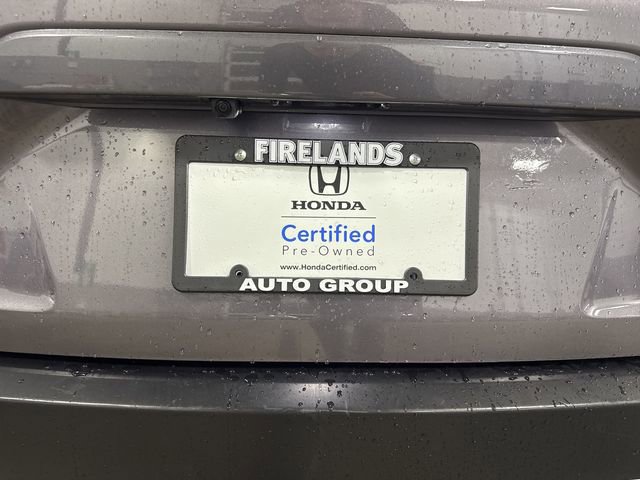 FIRELANDS
HONDA
Certified
Pre-Owned
www.HondaCertified.com
AUTO GROUP